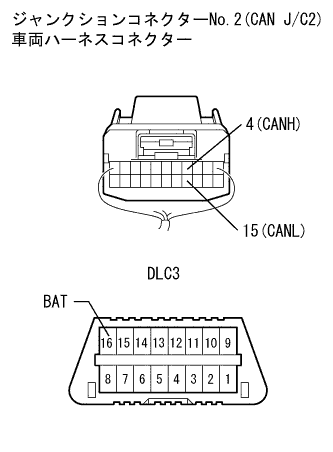 ジャンクションコネクターNo.2(CAN J/C2)
車両ハーネスコネクター
4(CANH)
15(CANL)
DLC3
BAT
16 15 14 13 12 11 10 9
8 7 6 5 4 3 2 1